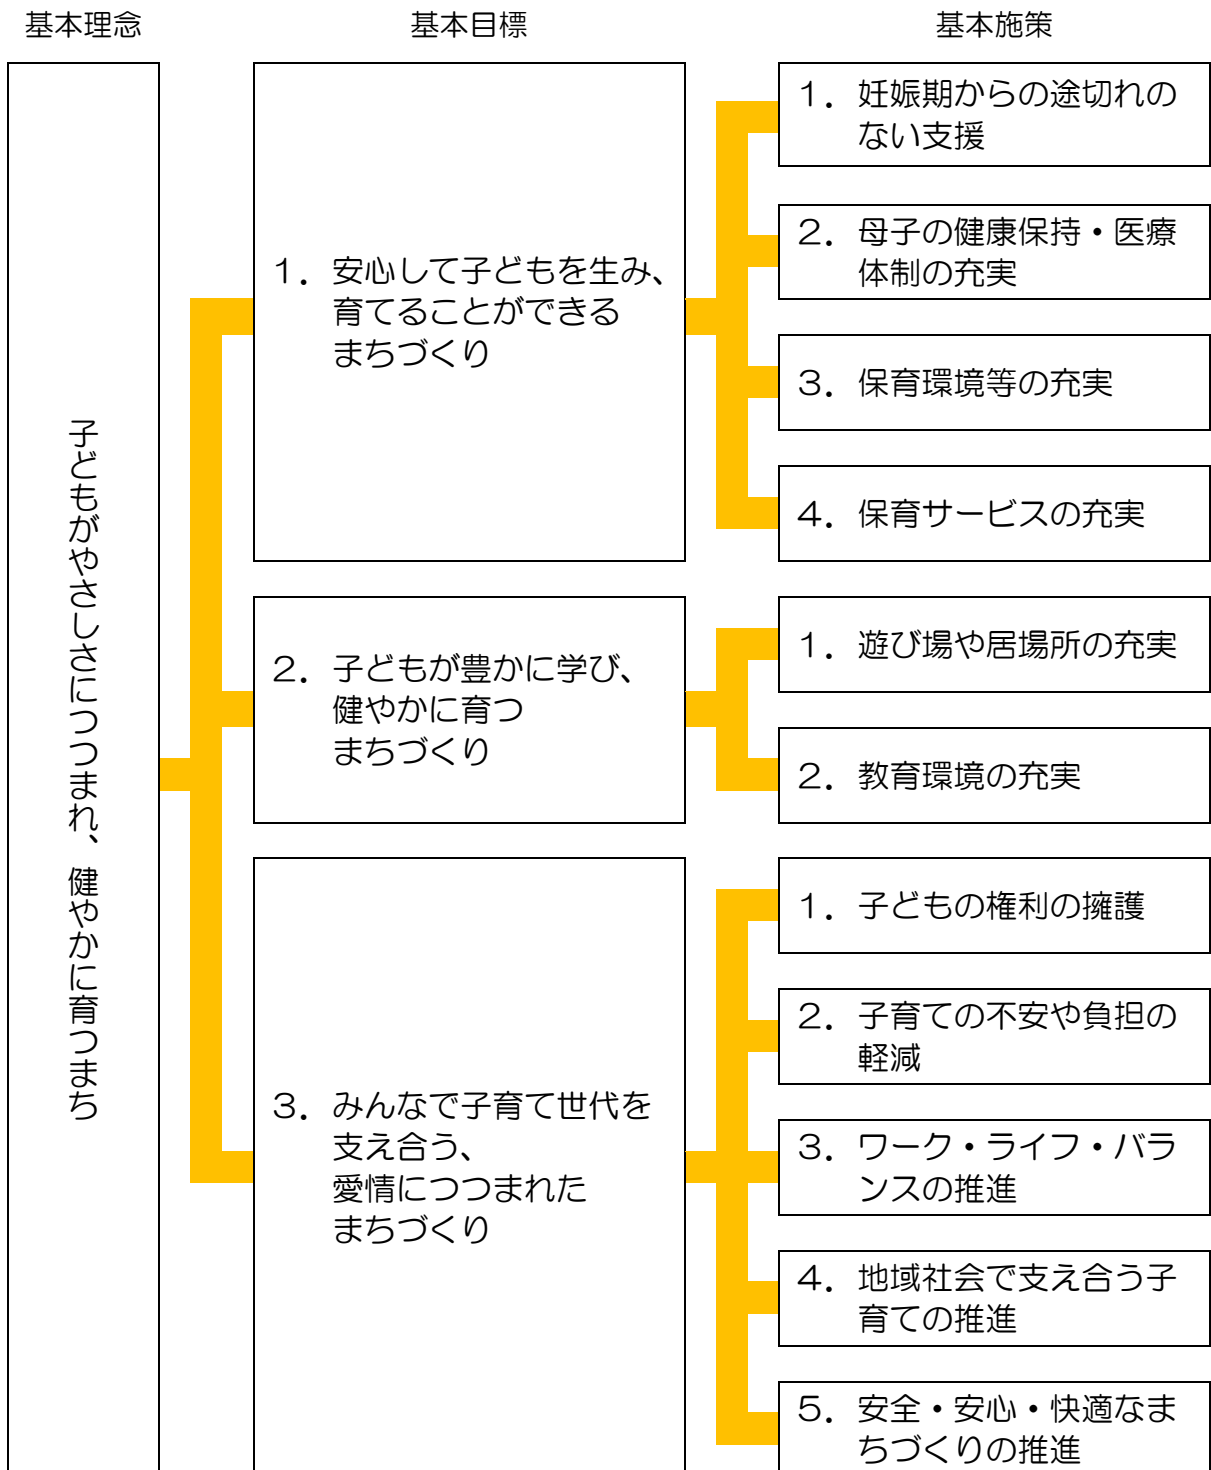 基本理念
基本目標
基本施策
子どもがやさしさにつつまれ、健やかに育つまち
1．安心して子どもを生み、
育てることができる
まちづくり
1．妊娠期からの途切れの
ない支援
2．母子の健康保持・医療
体制の充実
3．保育環境等の充実
4．保育サービスの充実
2．子どもが豊かに学び、
健やかに育つ
まちづくり
1．遊び場や居場所の充実
2．教育環境の充実
3．みんなで子育て世代を
支え合う、
愛情につつまれた
まちづくり
1．子どもの権利の擁護
2．子育ての不安や負担の
軽減
3．ワーク・ライフ・バラ
ンスの推進
4．地域社会で支え合う子
育ての推進
5．安全・安心・快適なま
ちづくりの推進